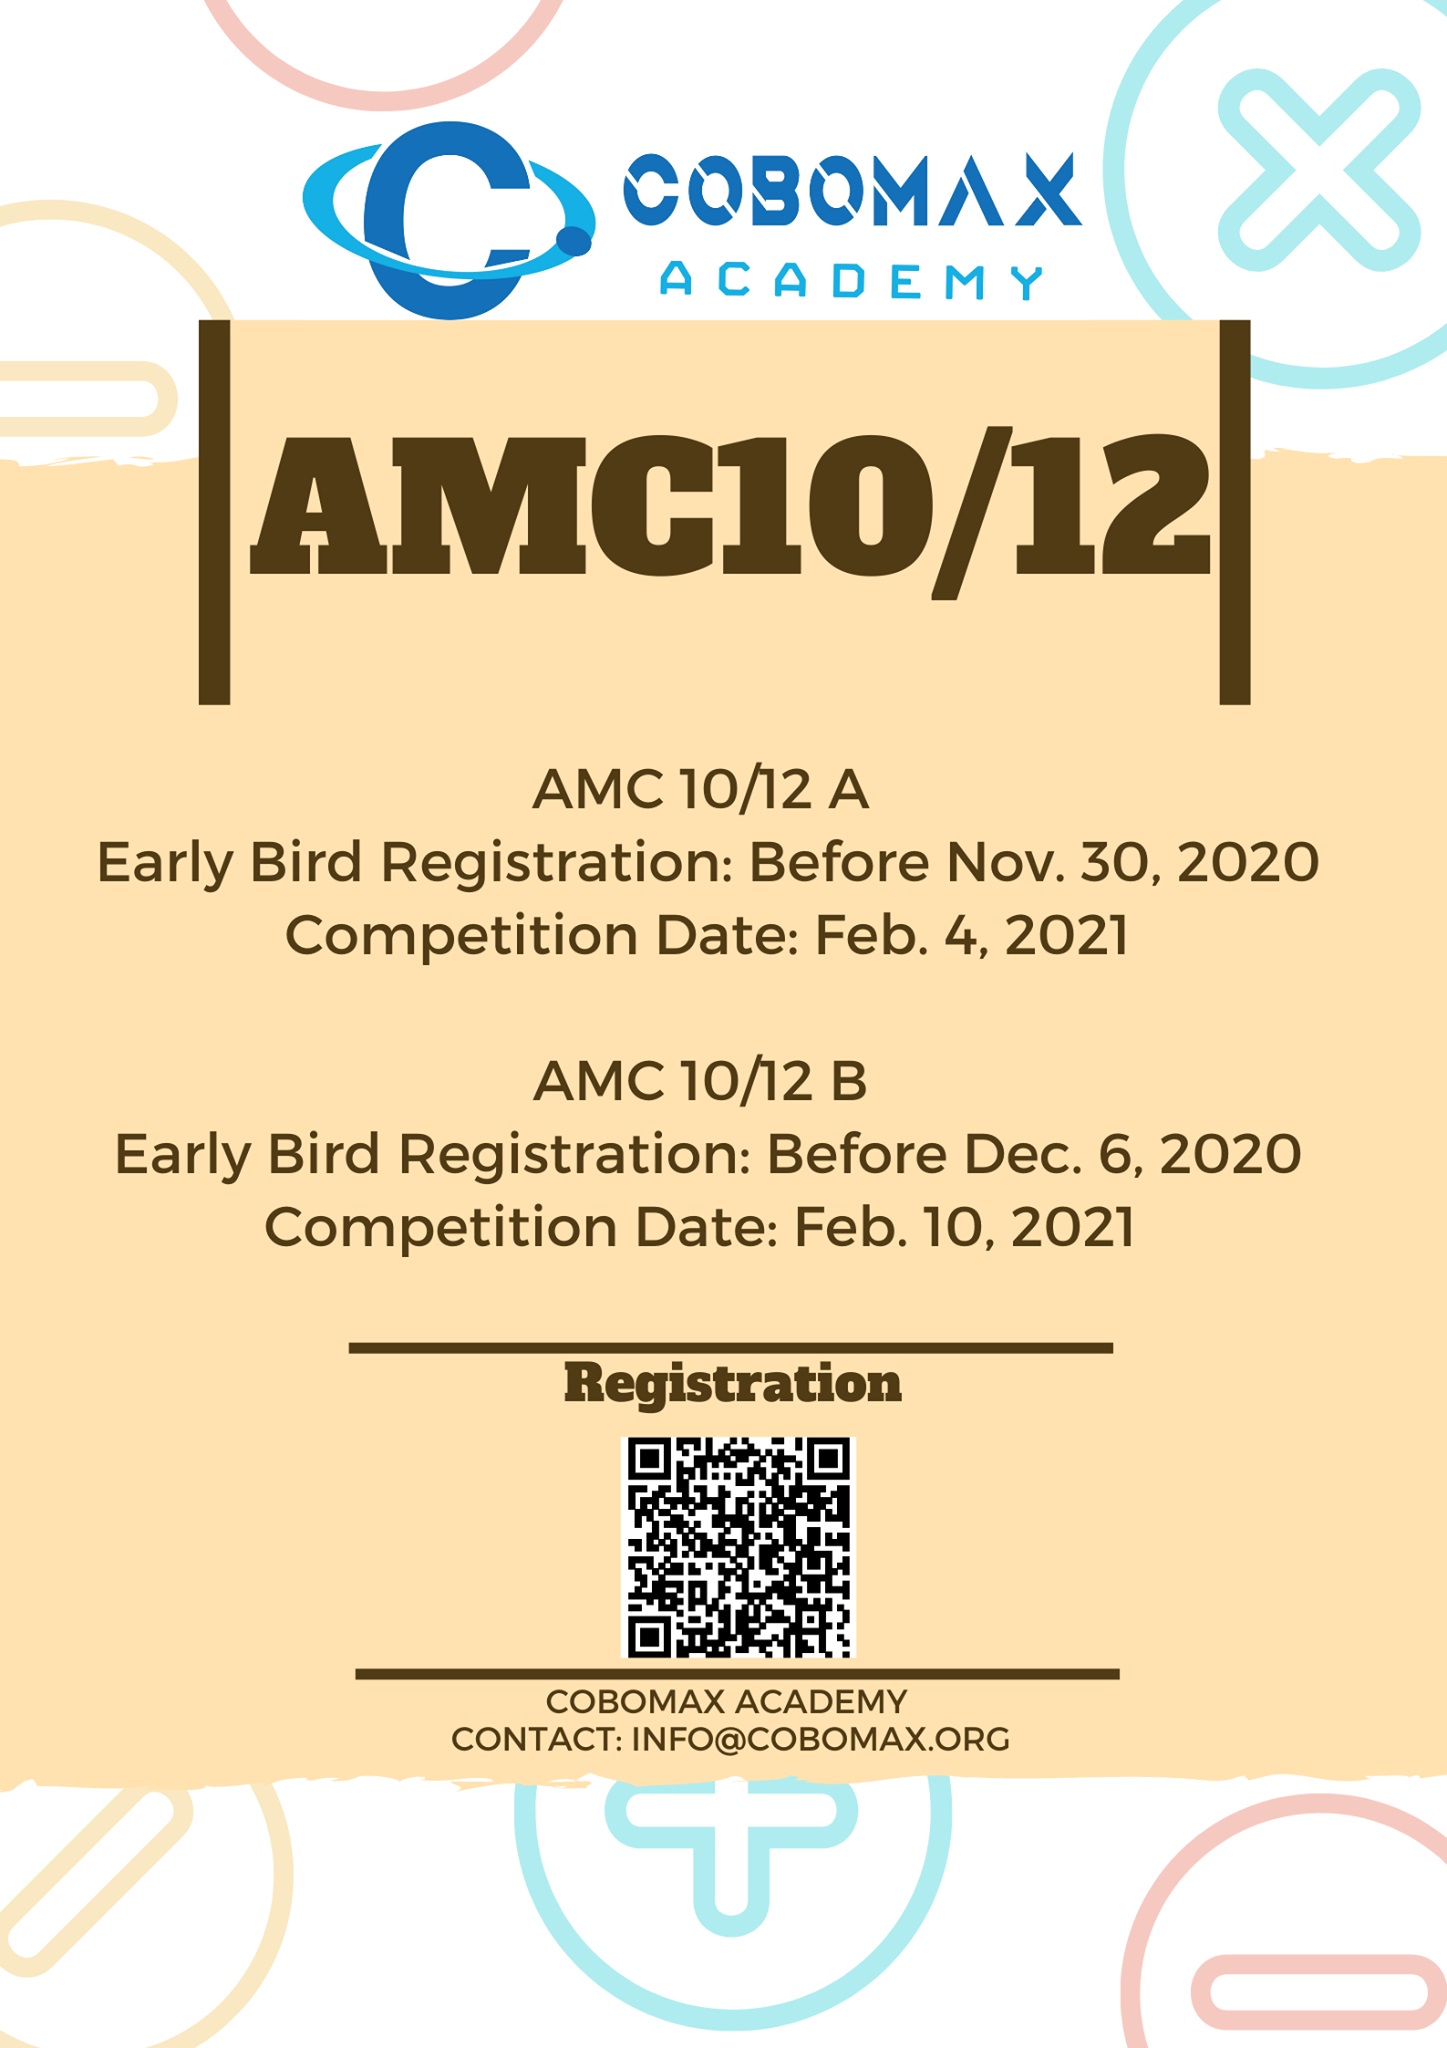 COBOMAX
ACADEMY
AMC10/12
AMC 10/12 A
Early Bird Registration: Before Nov. 30, 2020
Competition Date: Feb. 4, 2021
AMC 10/12 B
Early Bird Registration: Before Dec. 6, 2020
Competition Date: Feb. 10, 2021
Registration
COBOMAX ACADEMY
CONTACT: INFO@COBOMAX.ORG